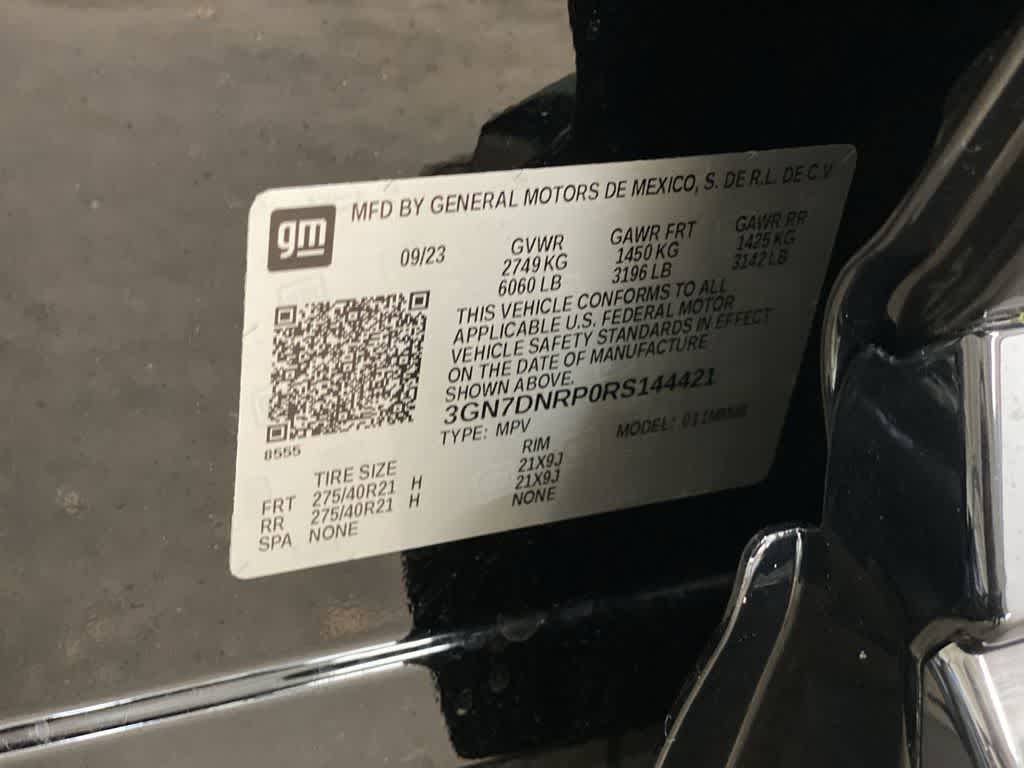 gm
MFD BY GENERAL MOTORS DE MEXICO, S. DE R.L. DE C.V
09/23
GVWR GAWR FRT GAWR RR
2749 KG 1450 KG 1425 KG
6060 LB 3196 LB 3142 LB
THIS VEHICLE CONFORMS TO ALL
APPLICABLE U.S. FEDERAL MOTOR
VEHICLE SAFETY STANDARDS IN EFFECT
ON THE DATE OF MANUFACTURE
SHOWN ABOVE.
3GN7DNRP0RS144421
TYPE: MPV MODEL:
8555
TIRE SIZE RIM
FRT 275/40R21 H 21X9J
RR 275/40R21 H 21X9J
SPA NONE NONE